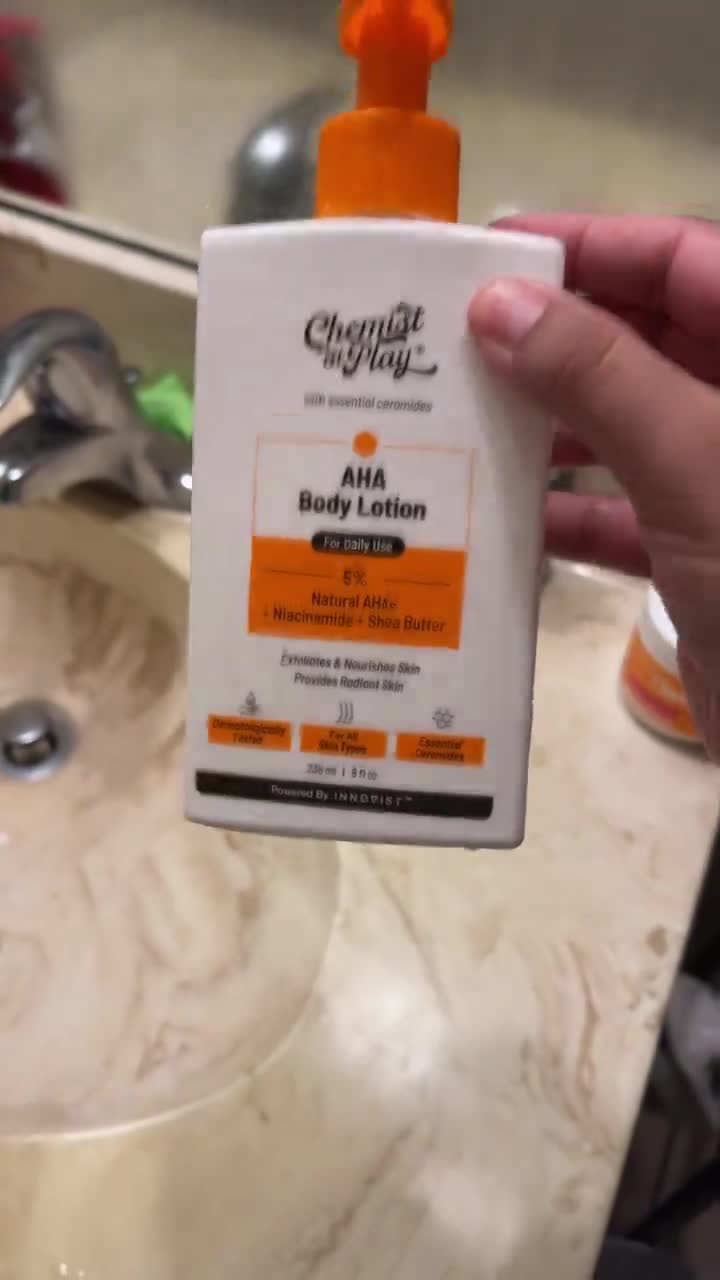 Chemist
at Play
with essential ceramides
AHA
Body Lotion
For Daily Use
5%
Natural AHAs
+ Niacinamide + Shea Butter
Exfoliates & Nourishes Skin
Provides Radiant Skin
Dermatologically
Tested
For All
Skin Types
Essential
Ceramides
236 ml | 8 fl oz
Powered By INNOVIST™